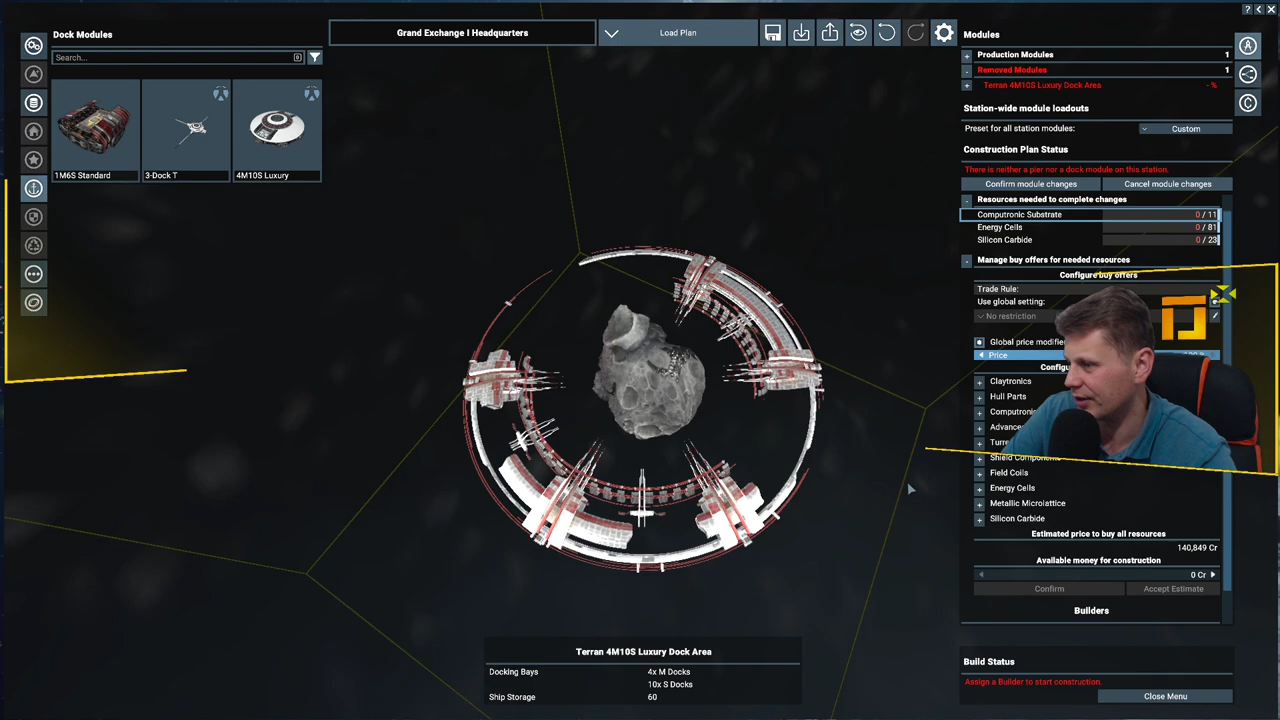 Dock Modules
Search...
1M6S Standard
3-Dock T
4M10S Luxury
Grand Exchange I Headquarters
Load Plan
Terran 4M10S Luxury Dock Area
Docking Bays 4x M Docks
10x S Docks
Ship Storage 60
? < X
Modules
+ Production Modules 1
- Removed Modules 1
+ Terran 4M10S Luxury Dock Area - %
Station-wide module loadouts
Preset for all station modules: Custom
Construction Plan Status
There is neither a pier nor a dock module on this station.
Confirm module changes Cancel module changes
- Resources needed to complete changes
Computronic Substrate 0 / 11
Energy Cells 0 / 81
Silicon Carbide 0 / 23
- Manage buy offers for needed resources
Configure buy offers
Trade Rule:
Use global setting:
No restriction
Global price modifie
Price
+ Claytronics
+ Hull Parts
+ Computronic
+
+
+ Shield Components
+ Field Coils
+ Energy Cells
+ Metallic Microlattice
+ Silicon Carbide
Estimated price to buy all resources
140,849 Cr
Available money for construction
0 Cr
Confirm Accept Estimate
Builders
Build Status
Assign a Builder to start construction.
Close Menu